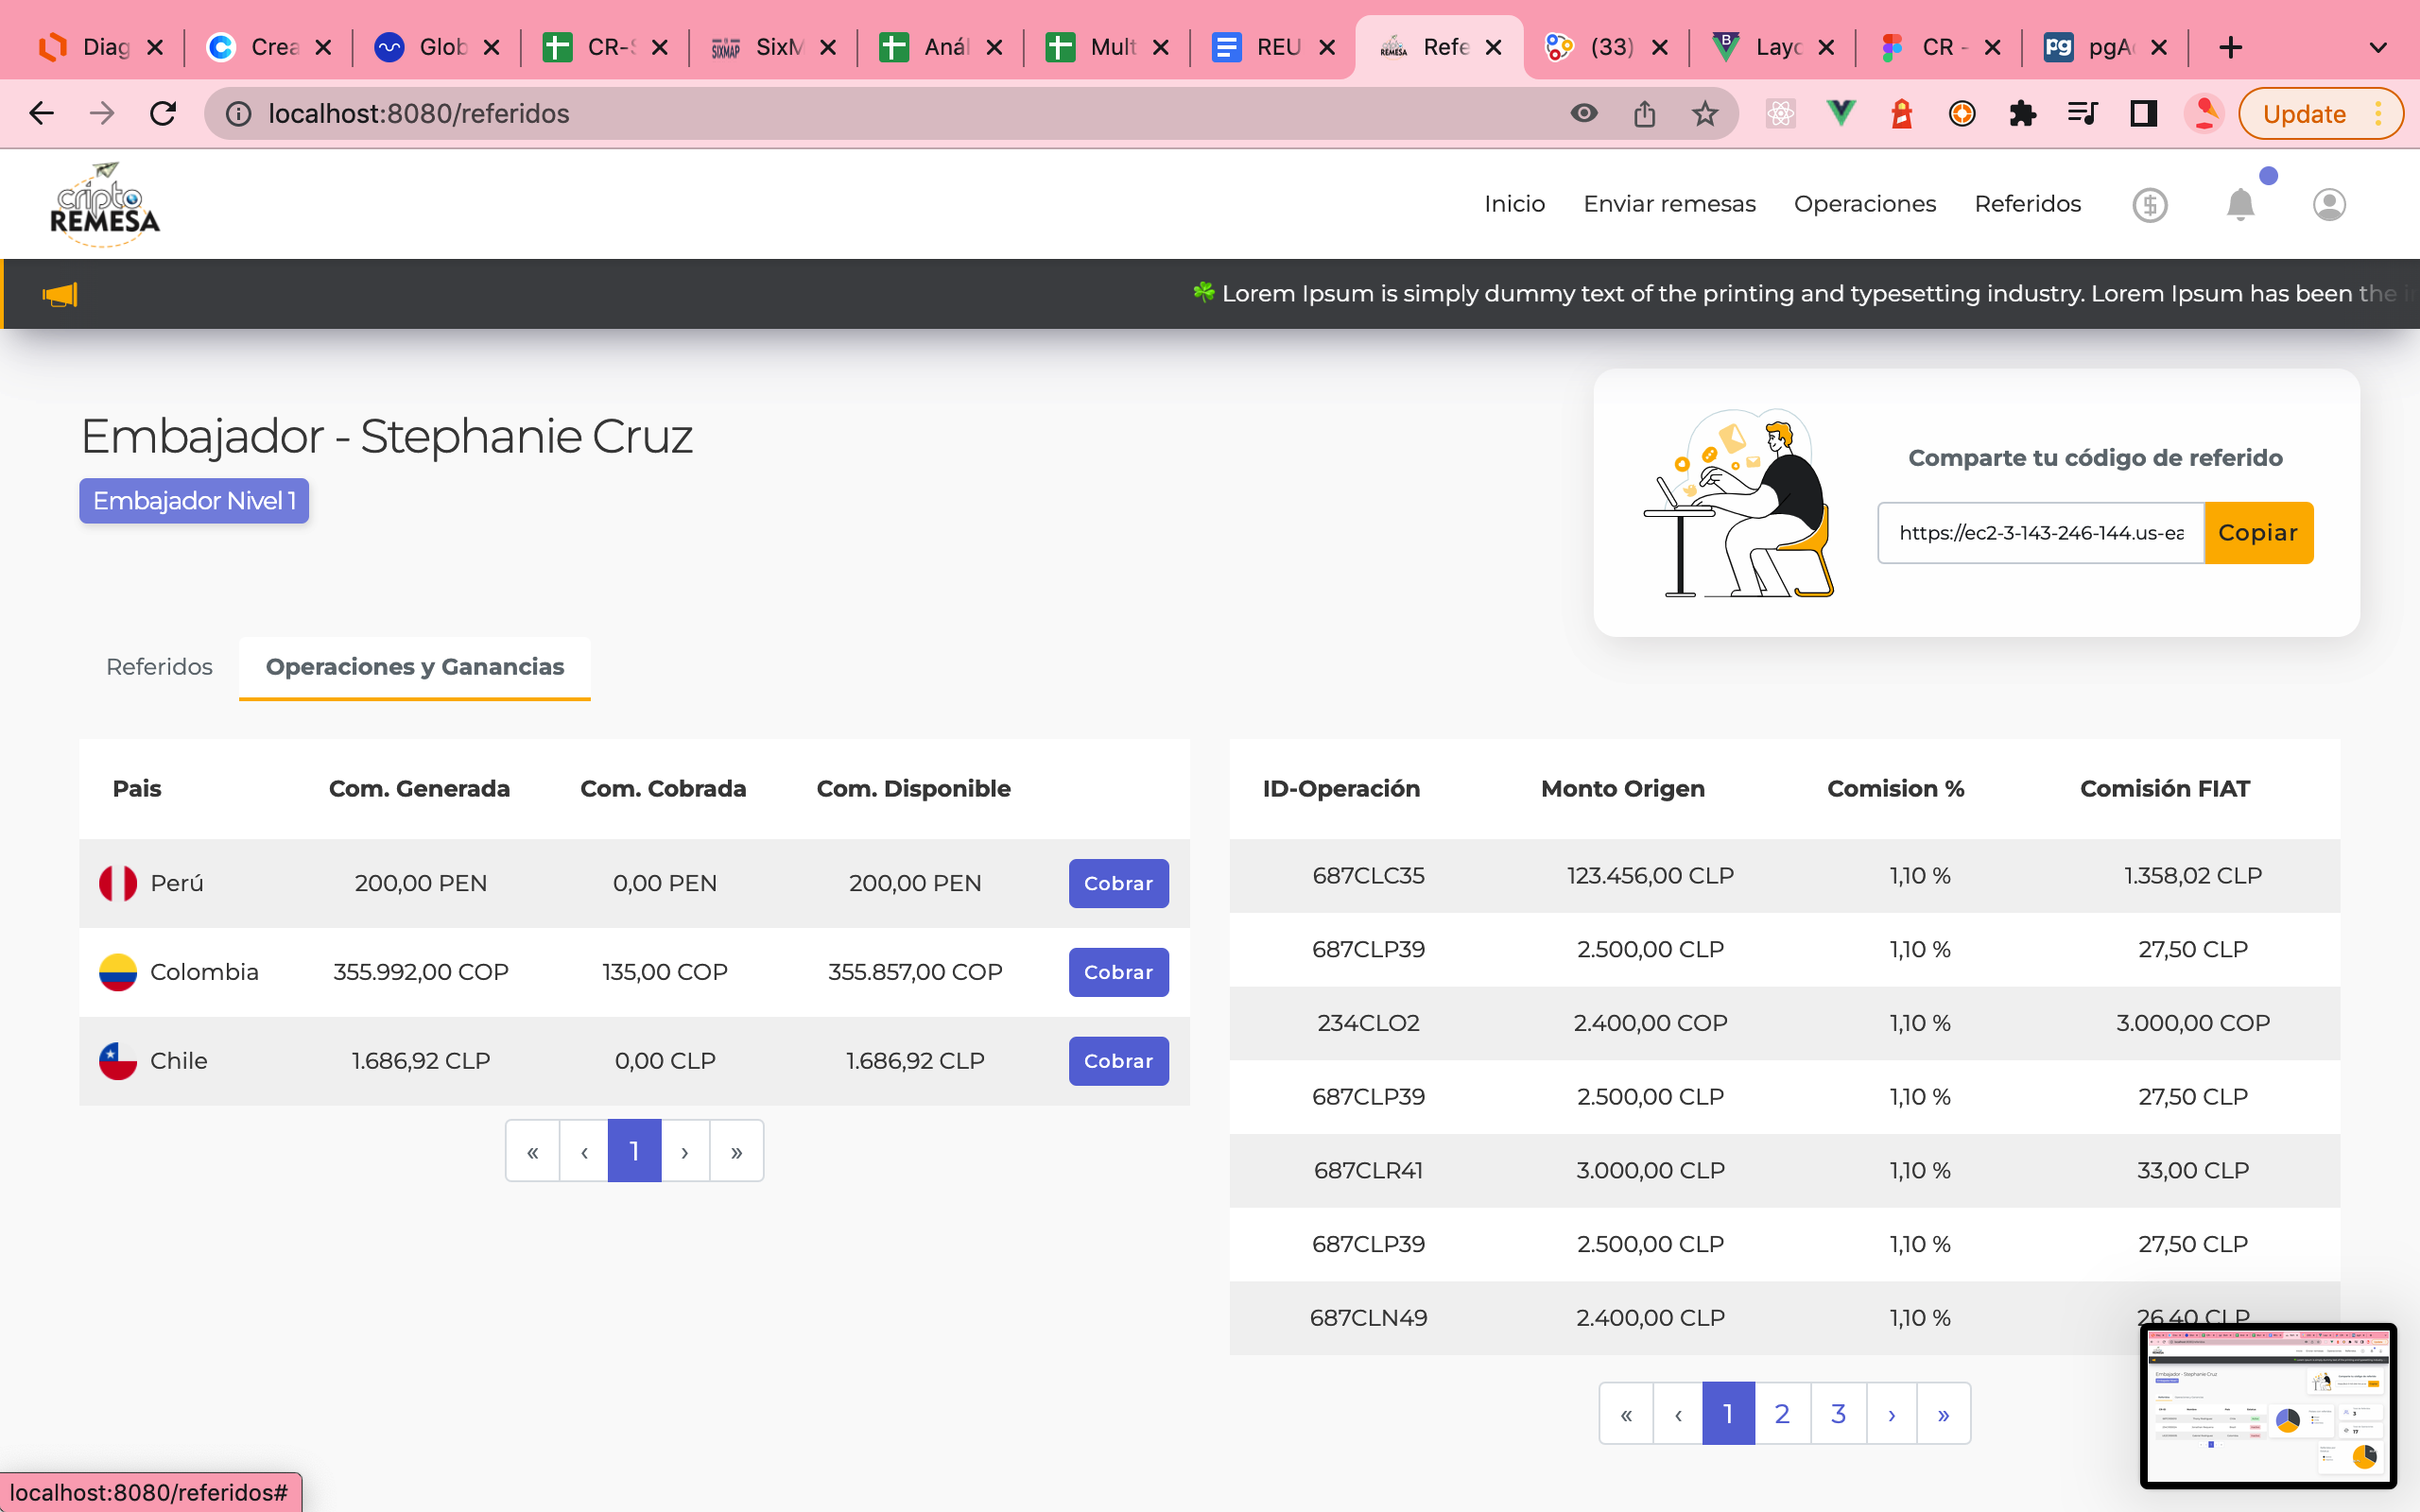 Diag
Crea
Glob
CR-S
SixM
Anál
Mult
REU
Refe
(33)
Layc
CR -
pgA
localhost:8080/referidos
Update
cripto
REMESA
Inicio
Enviar remesas
Operaciones
Referidos
☘ Lorem Ipsum is simply dummy text of the printing and typesetting industry. Lorem Ipsum has been the
Embajador - Stephanie Cruz
Embajador Nivel 1
Comparte tu código de referido
https://ec2-3-143-246-144.us-ea
Copiar
Referidos
Operaciones y Ganancias
Pais Com. Generada Com. Cobrada Com. Disponible
Perú 200,00 PEN 0,00 PEN 200,00 PEN Cobrar
Colombia 355.992,00 COP 135,00 COP 355.857,00 COP Cobrar
Chile 1.686,92 CLP 0,00 CLP 1.686,92 CLP Cobrar
« ‹ 1 › »
ID-Operación Monto Origen Comision % Comisión FIAT
687CLC35 123.456,00 CLP 1,10 % 1.358,02 CLP
687CLP39 2.500,00 CLP 1,10 % 27,50 CLP
234CLO2 2.400,00 COP 1,10 % 3.000,00 COP
687CLP39 2.500,00 CLP 1,10 % 27,50 CLP
687CLR41 3.000,00 CLP 1,10 % 33,00 CLP
687CLP39 2.500,00 CLP 1,10 % 27,50 CLP
687CLN49 2.400,00 CLP 1,10 % 26,40 CLP
« ‹ 1 2 3 › »
Embajador - Stephanie Cruz
localhost:8080/referidos#